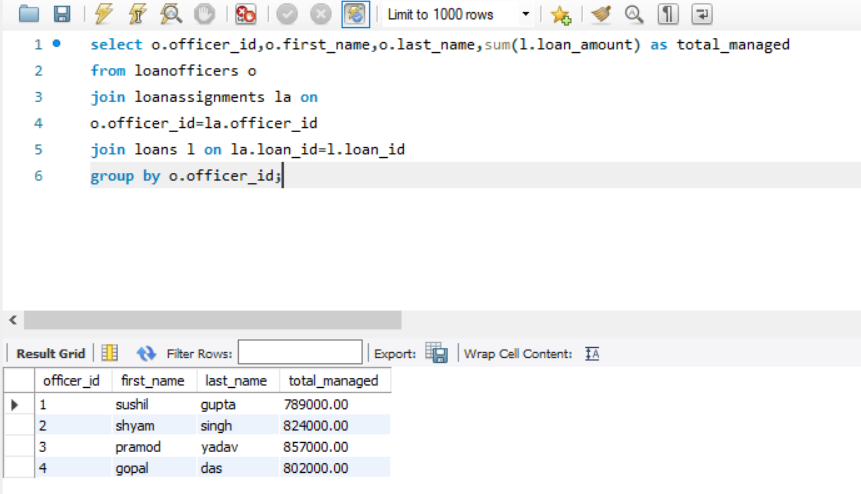 Limit to 1000 rows
1 select o.officer_id,o.first_name,o.last_name,sum(l.loan_amount) as total_managed
2 from loanofficers o
3 join loanassignments la on
4 o.officer_id=la.officer_id
5 join loans l on la.loan_id=l.loan_id
6 group by o.officer_id;
Result Grid Filter Rows: Export: Wrap Cell Content: IA
officer_id first_name last_name total_managed
1 sushil gupta 789000.00
2 shyam singh 824000.00
3 pramod yadav 857000.00
4 gopal das 802000.00